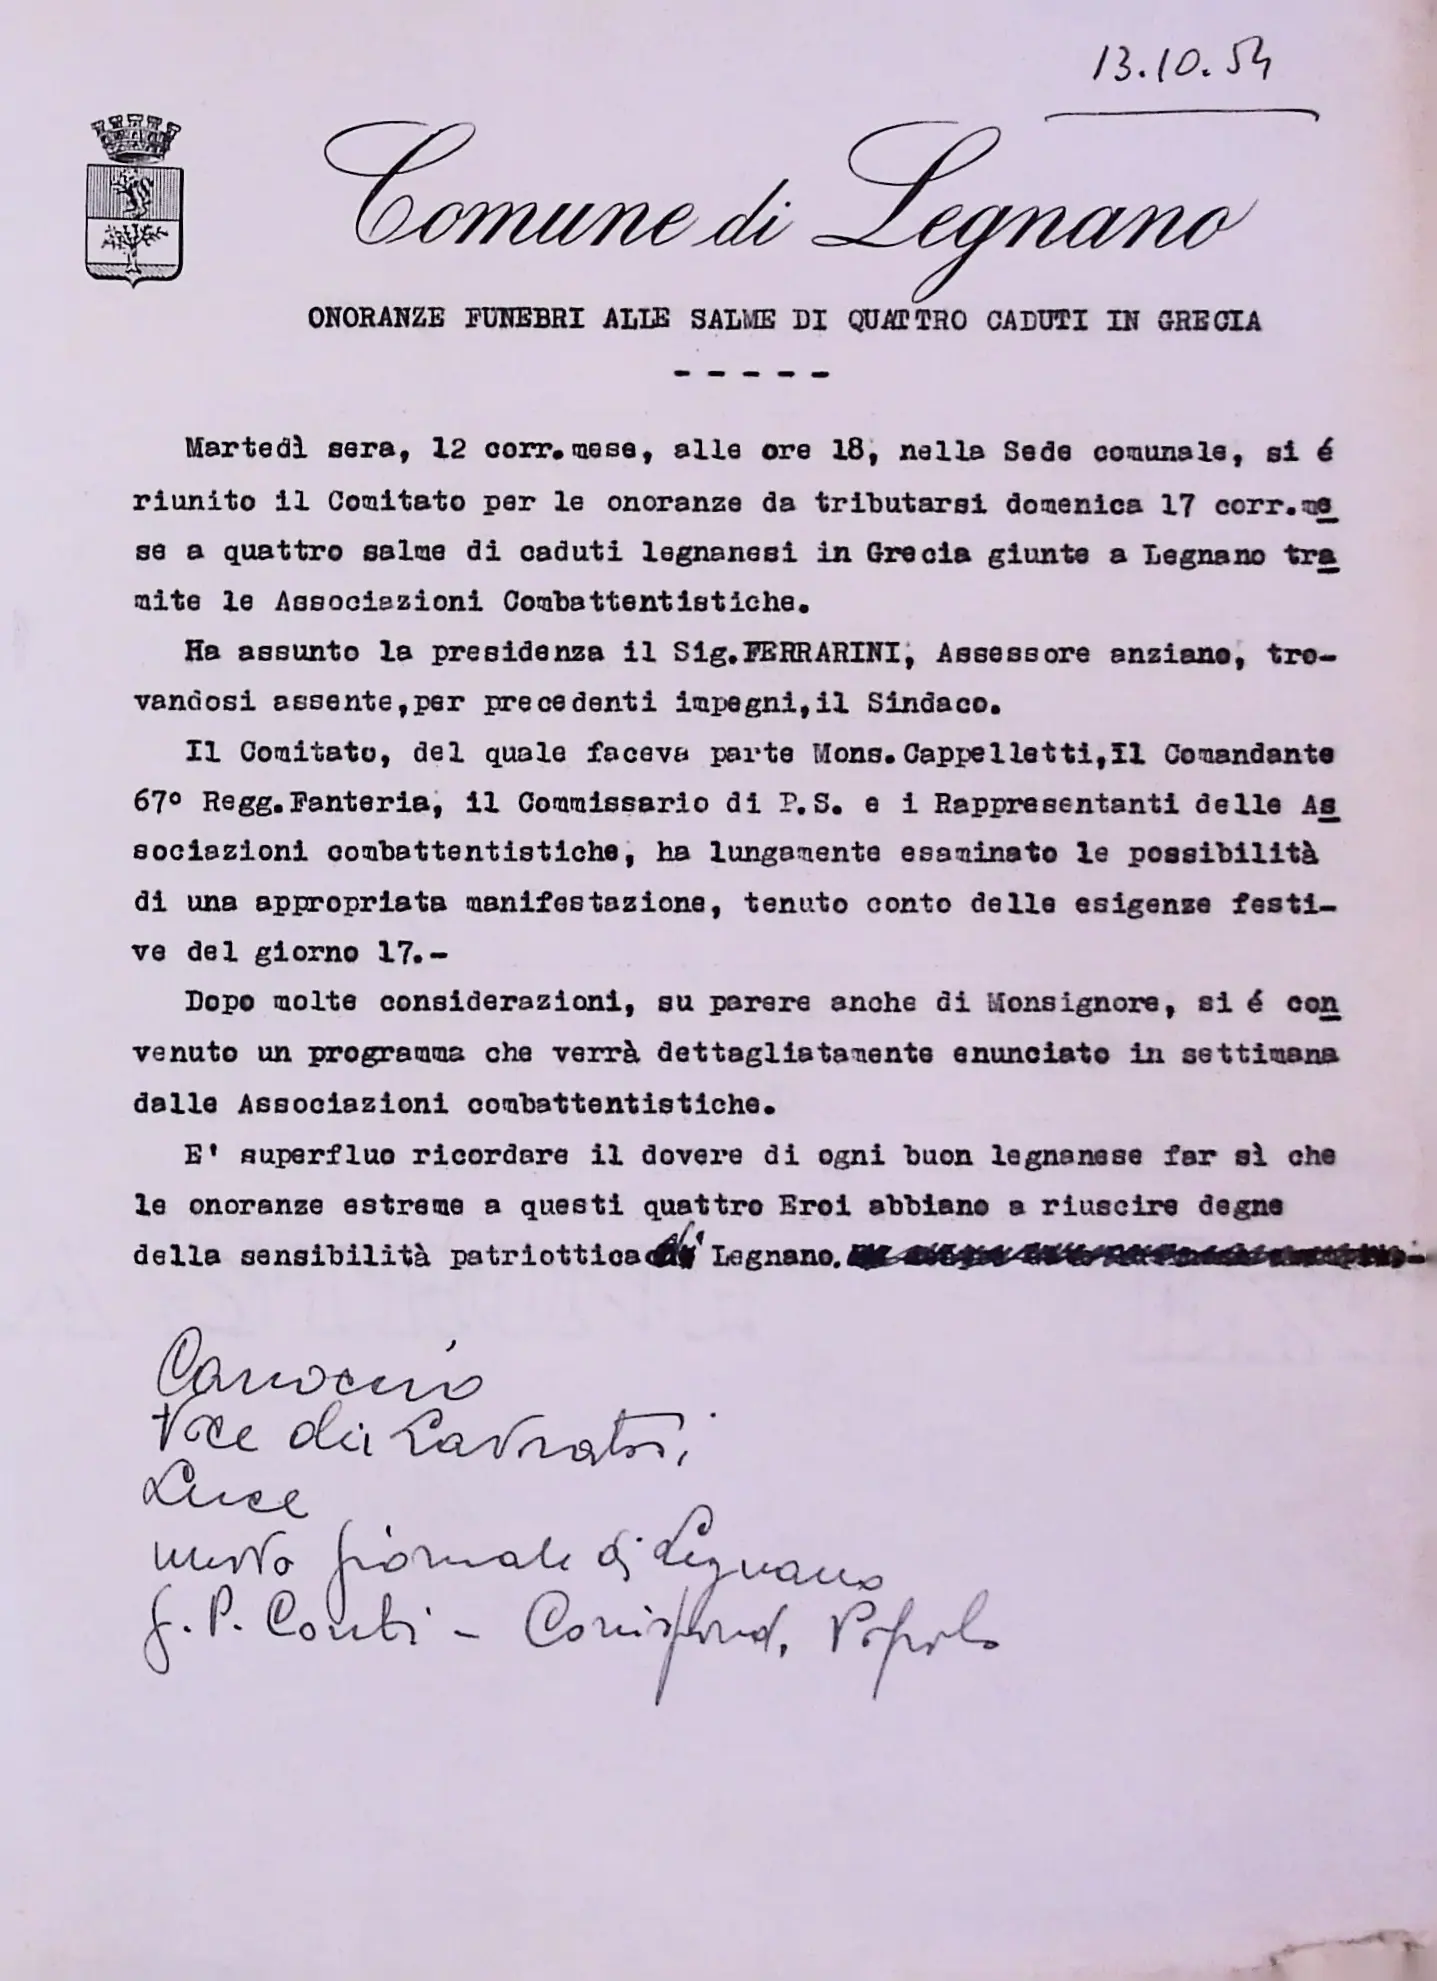 13.10.54
Comune di Legnano
ONORANZE FUNEBRI ALLE SALME DI QUATTRO CADUTI IN GRECIA
- - - - -
Martedì sera, 12 corr.mese, alle ore 18, nella Sede comunale, si é
riunito il Comitato per le onoranze da tributarsi domenica 17 corr.me
se a quattro salme di caduti legnanesi in Grecia giunte a Legnano tra
mite le Associazioni Combattentistiche.
Ha assunto la presidenza il Sig.FERRARINI, Assessore anziano, tro-
vandosi assente,per precedenti impegni,il Sindaco.
Il Comitato, del quale faceva parte Mons.Cappelletti,Il Comandante
67° Regg.Fanteria, il Commissario di P.S. e i Rappresentanti delle As
sociazioni combattentistiche, ha lungamente esaminato le possibilità
di una appropriata manifestazione, tenuto conto delle esigenze festi-
ve del giorno 17.-
Dopo molte considerazioni, su parere anche di Monsignore, si é con
venuto un programma che verrà dettagliatamente enunciato in settimana
dalle Associazioni combattentistiche.
E' superfluo ricordare il dovere di ogni buon legnanese far sì che
le onoranze estreme a questi quattro Eroi abbiano a riuscire degne
della sensibilità patriottica di Legnano.
Carroccio
Voce dei Lavoratori
Luce
nuovo giornale di Legnano
G.P. Conti - Corrispond. Popolo